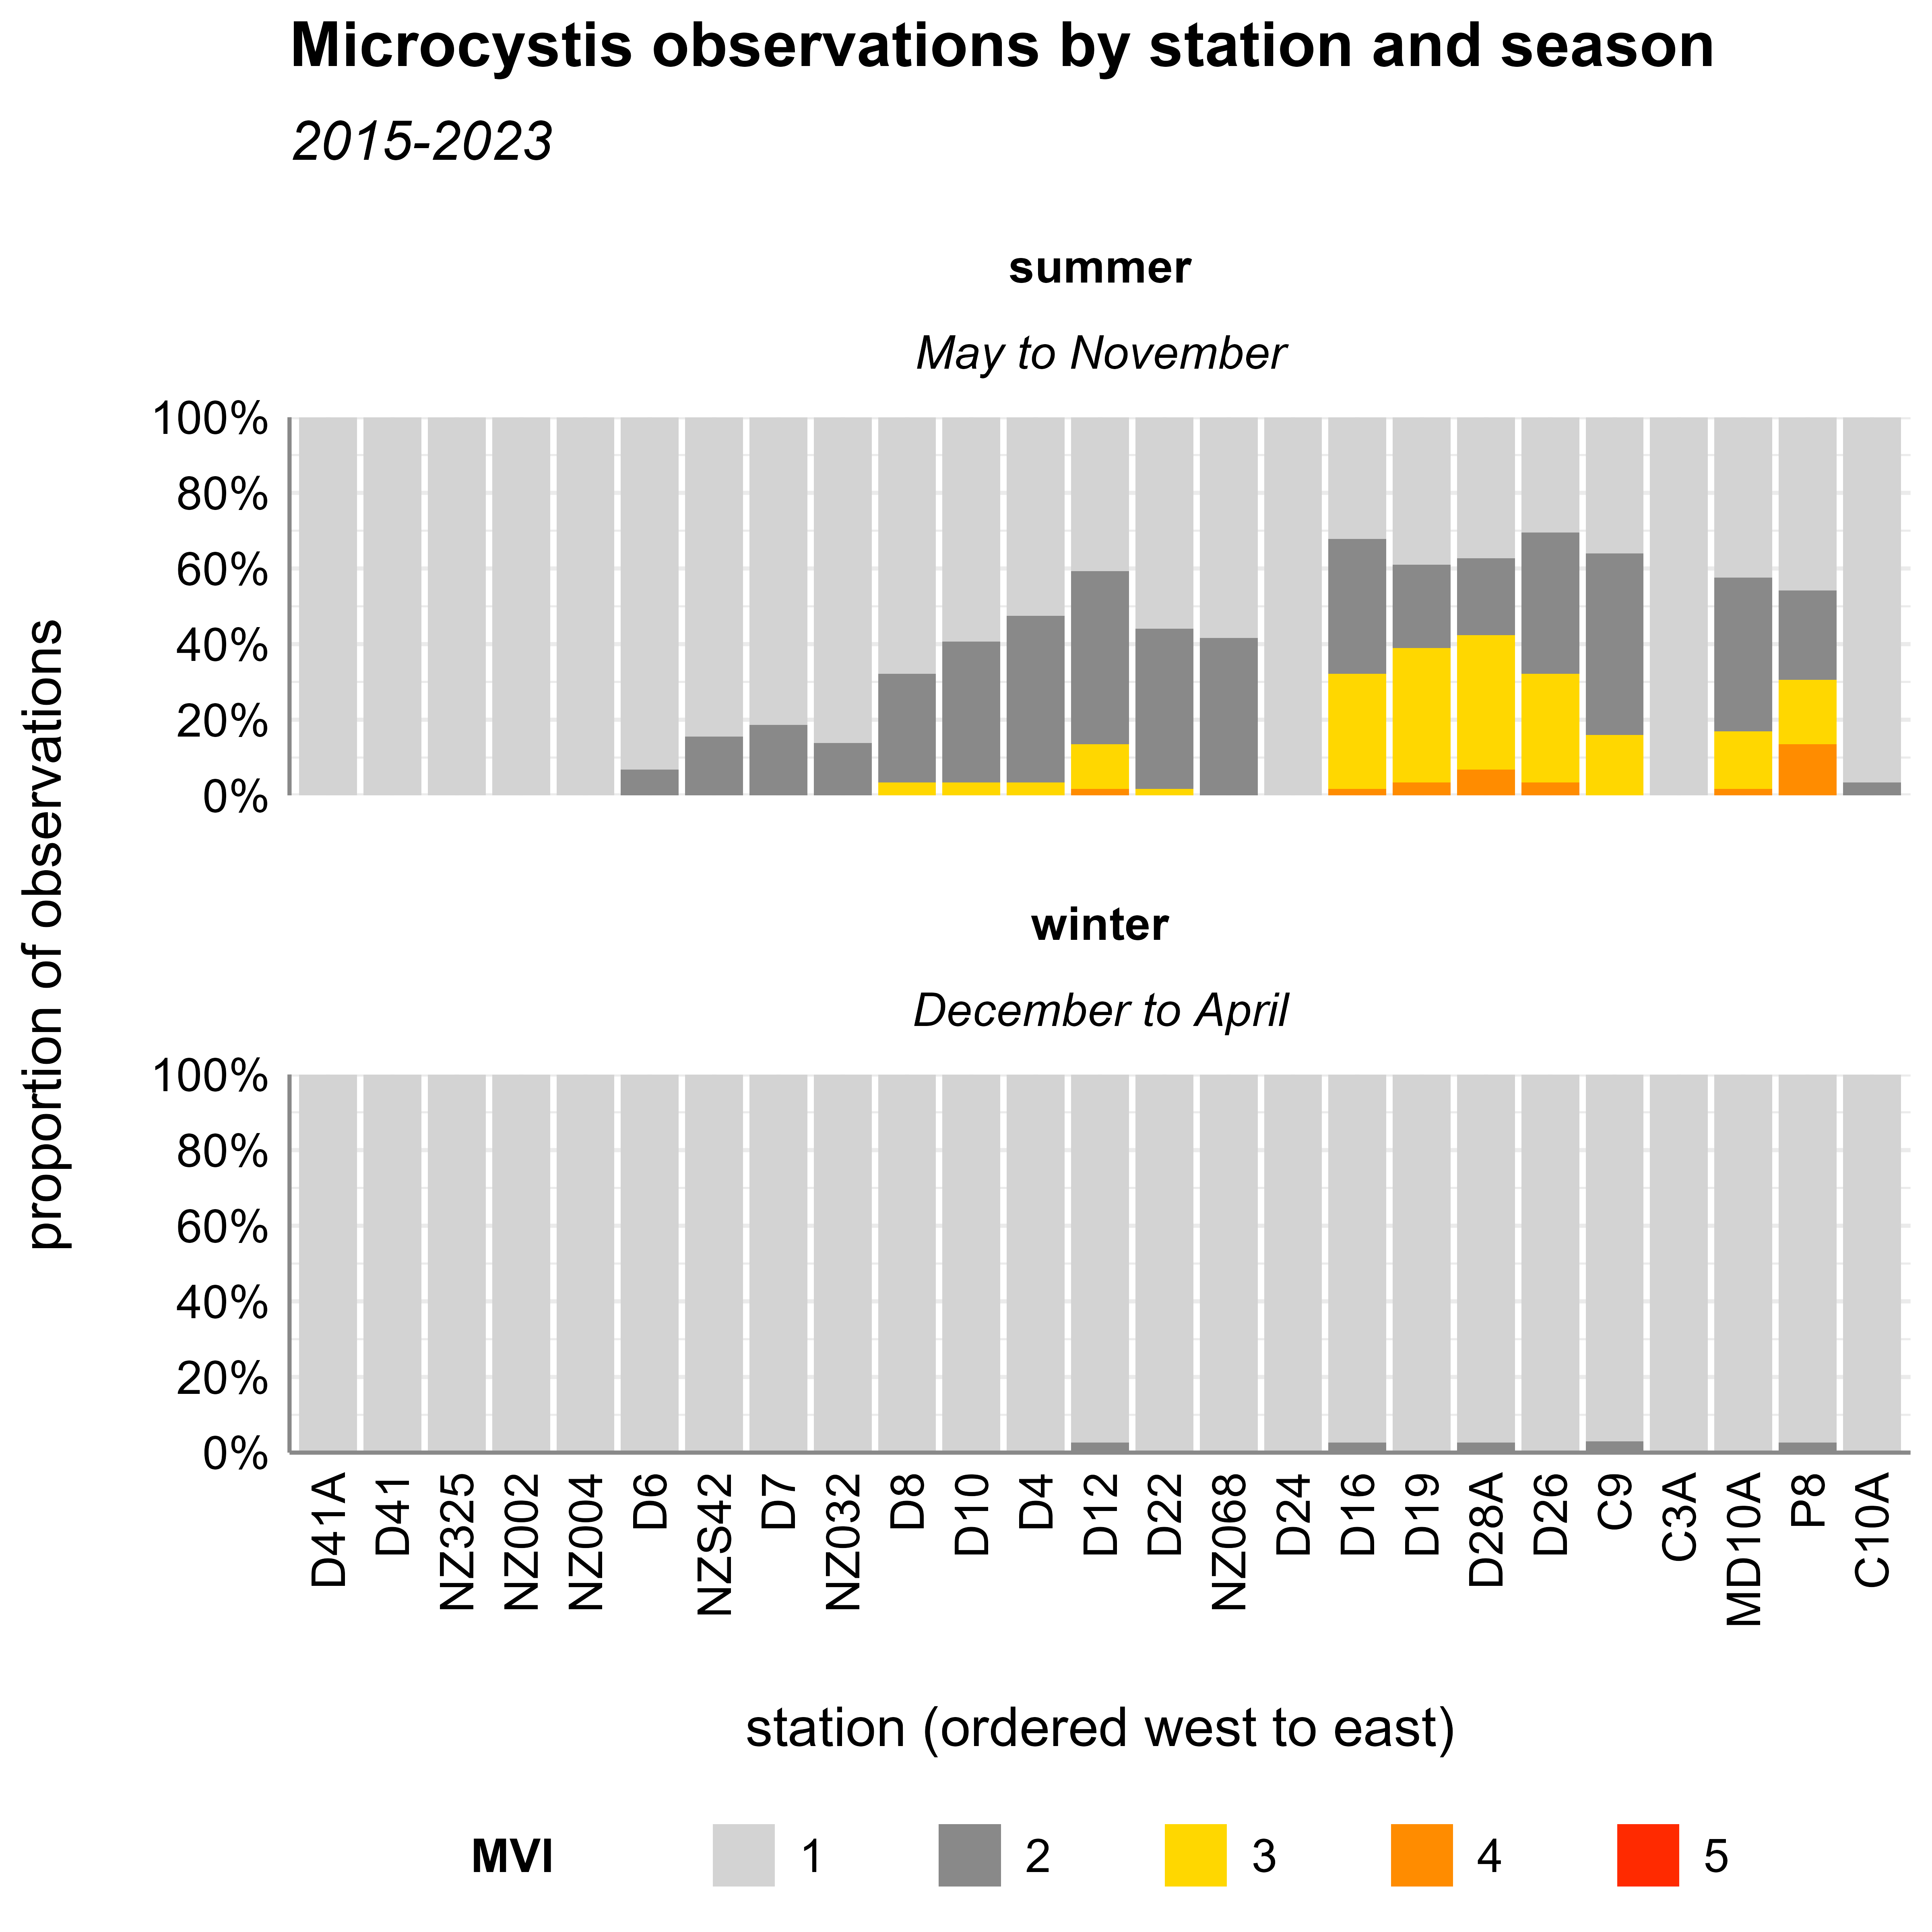 Microcystis observations by station and season
2015-2023
summer
May to November
100%
80%
60%
40%
20%
0%
winter
December to April
100%
80%
60%
40%
20%
0%
proportion of observations
D41A
D41
NZ325
NZ002
NZ004
D6
NZS42
D7
NZ032
D8
D10
D4
D12
D22
NZ068
D24
D16
D19
D28A
D26
C9
C3A
MD10A
P8
C10A
station (ordered west to east)
MVI 1 2 3 4 5